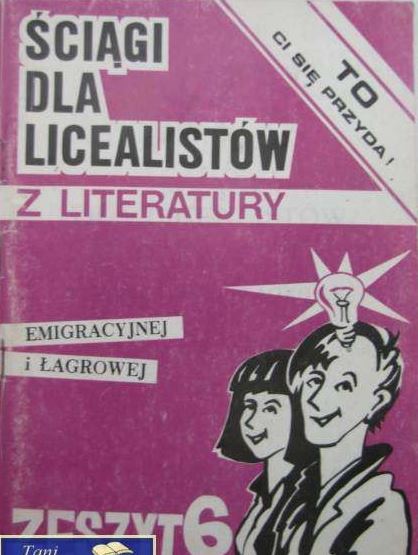 ŚCIĄGI
DLA
LICEALISTÓW
TO
CI SIĘ PRZYDA!
Z LITERATURY
EMIGRACYJNEJ
i ŁAGROWEJ
ZESZYT 6
Tani